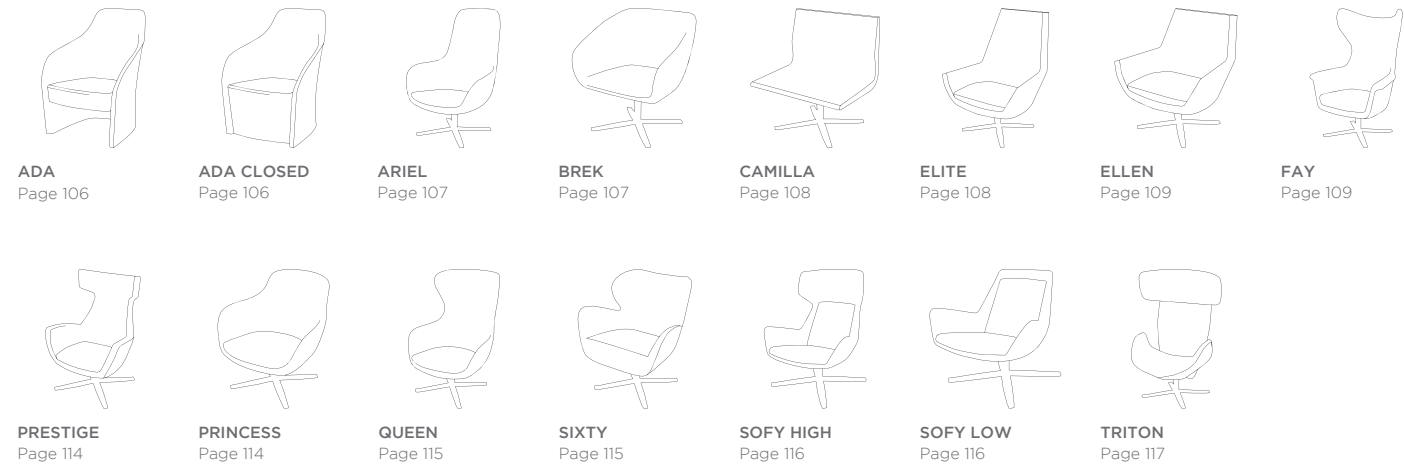 ADA
Page 106
ADA CLOSED
Page 106
ARIEL
Page 107
BREK
Page 107
CAMILLA
Page 108
ELITE
Page 108
ELLEN
Page 109
FAY
Page 109
PRESTIGE
Page 114
PRINCESS
Page 114
QUEEN
Page 115
SIXTY
Page 115
SOFY HIGH
Page 116
SOFY LOW
Page 116
TRITON
Page 117